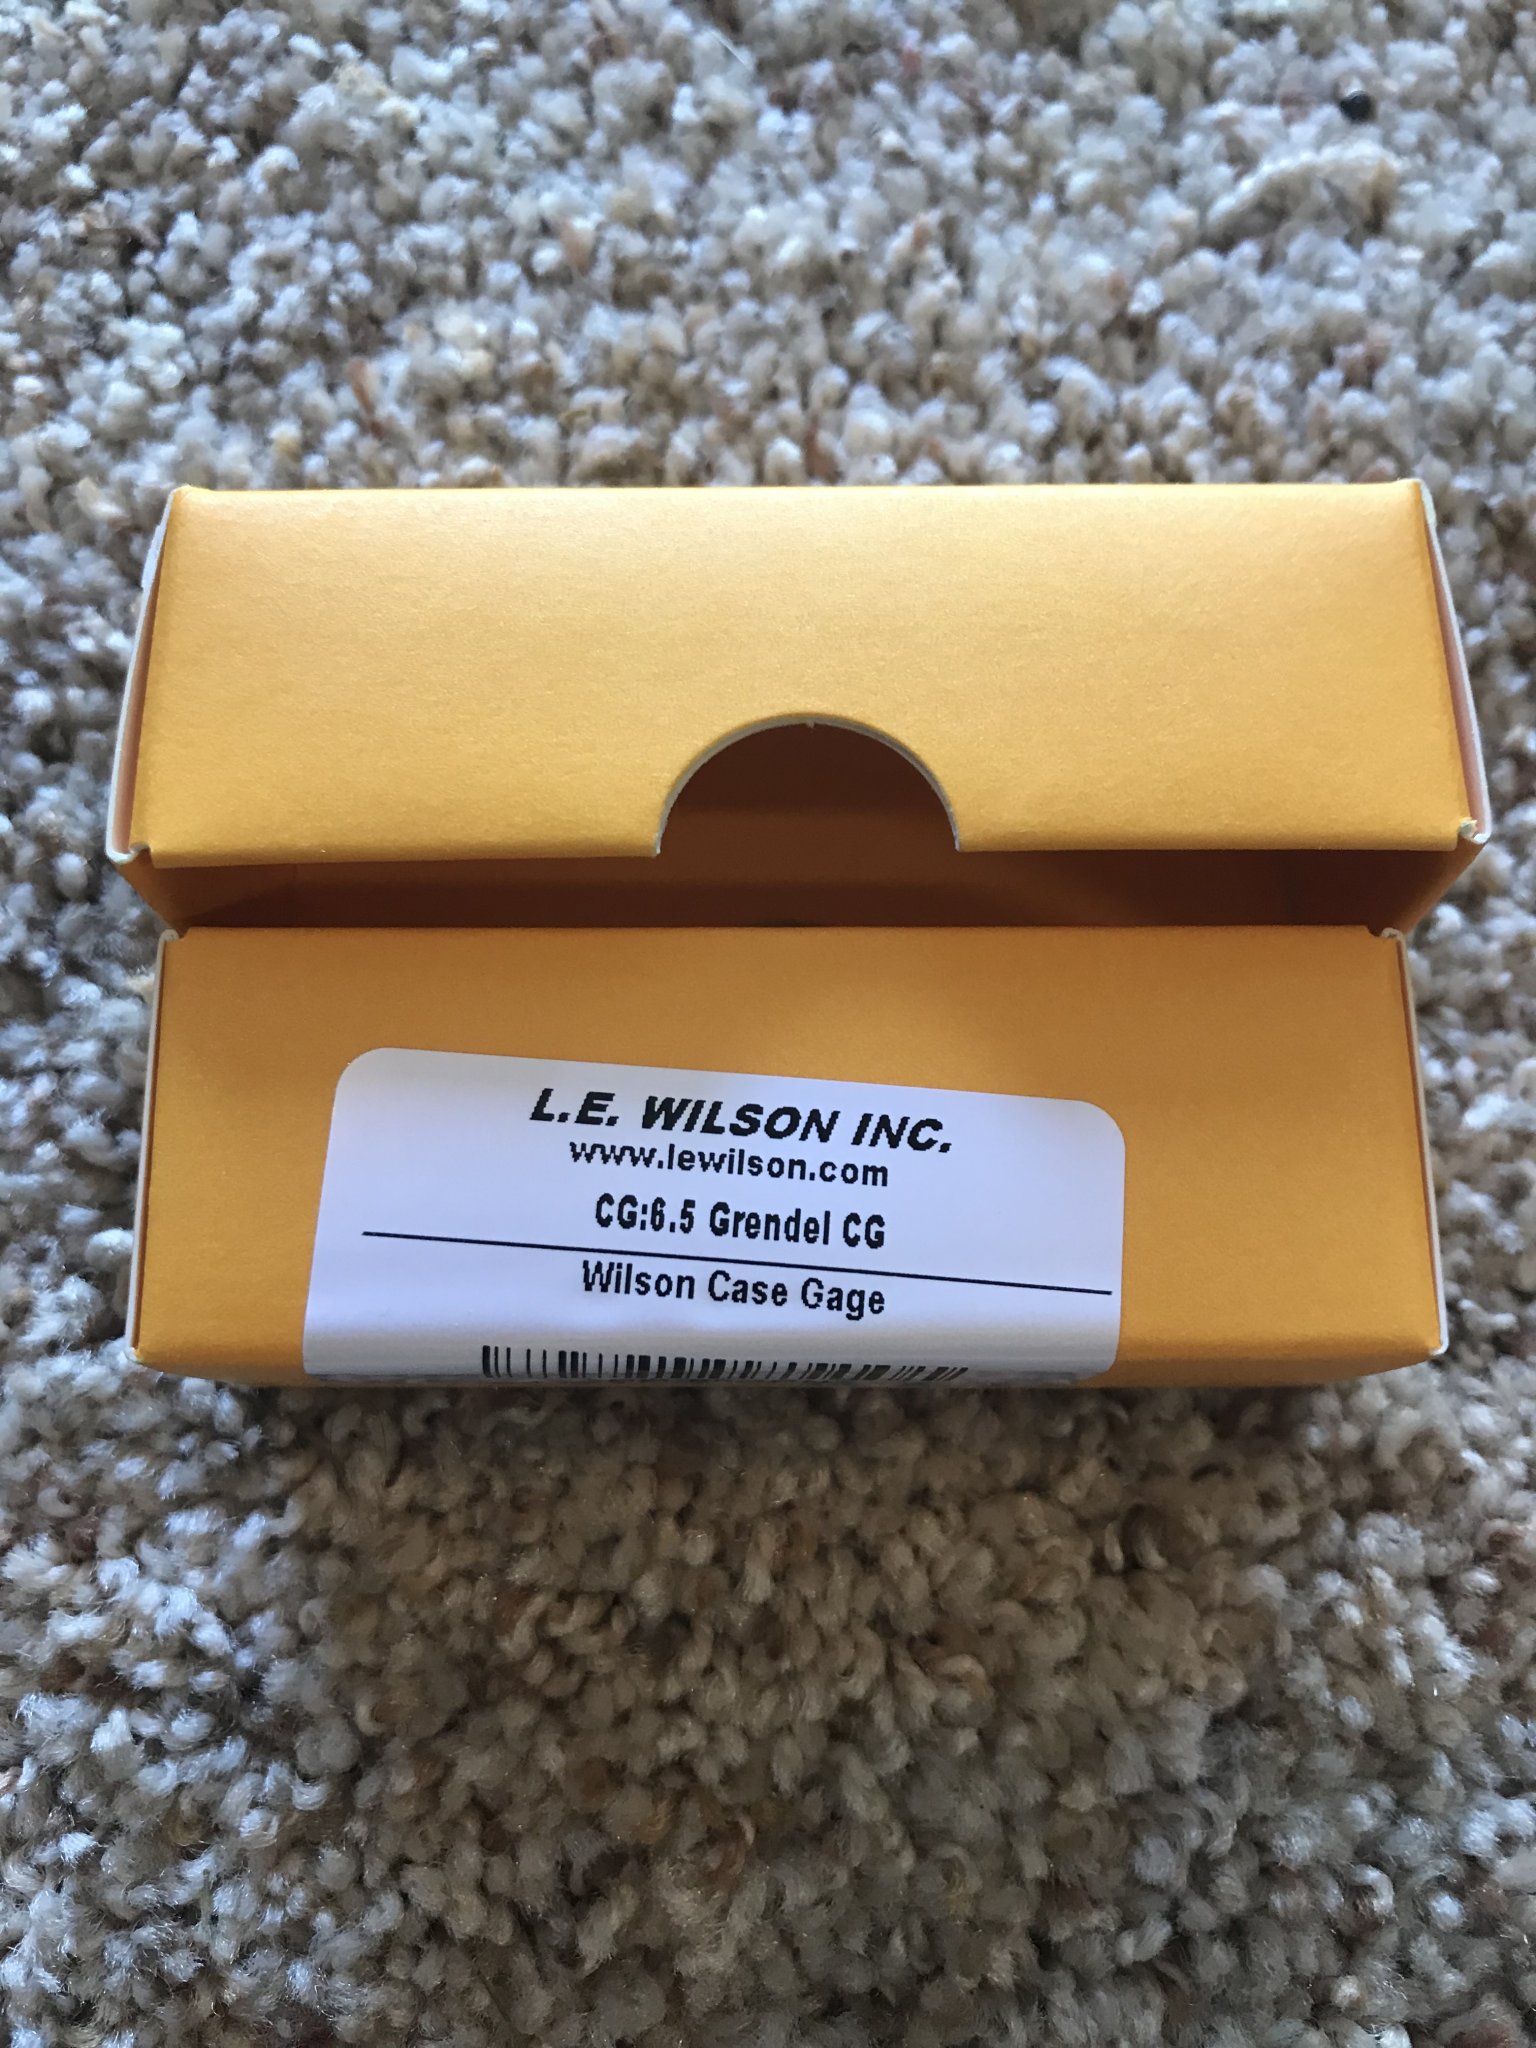 L.E. WILSON INC.
www.lewilson.com
CG:6.5 Grendel CG
Wilson Case Gage